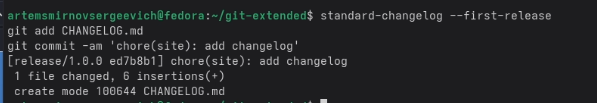 artemsmirnovsergeevich@fedora:~/git-extended$ standard-changelog --first-release
git add CHANGELOG.md
git commit -am 'chore(site): add changelog'
[release/1.0.0 ed7b8b1] chore(site): add changelog
 1 file changed, 6 insertions(+)
 create mode 100644 CHANGELOG.md